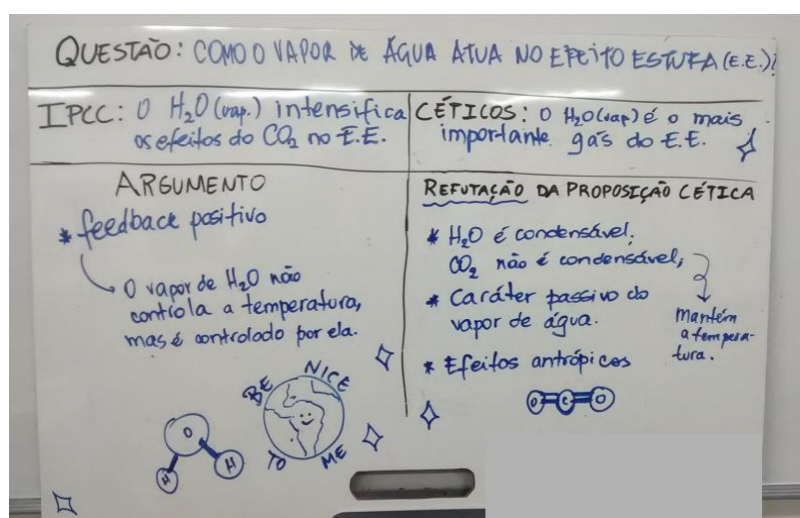 QUESTÃO: COMO O VAPOR DE ÁGUA ATUA NO EFEITO ESTUFA (E.E.)?
IPCC: O H₂O (vap.) intensifica
os efeitos do CO₂ no E.E.
CÉTICOS: O H₂O (vap) é o mais
importante gás do E.E.
ARGUMENTO
* feedback positivo
O vapor de H₂O não
controla a temperatura,
mas é controlado por ela.
BE NICE
TO ME
O
H H
REFUTAÇÃO DA PROPOSIÇÃO CÉTICA
* H₂O é condensável;
CO₂ não é condensável;
* Caráter passivo do
vapor de água.
Mantém
a tempera-
tura.
* Efeitos antrópicos
O C O